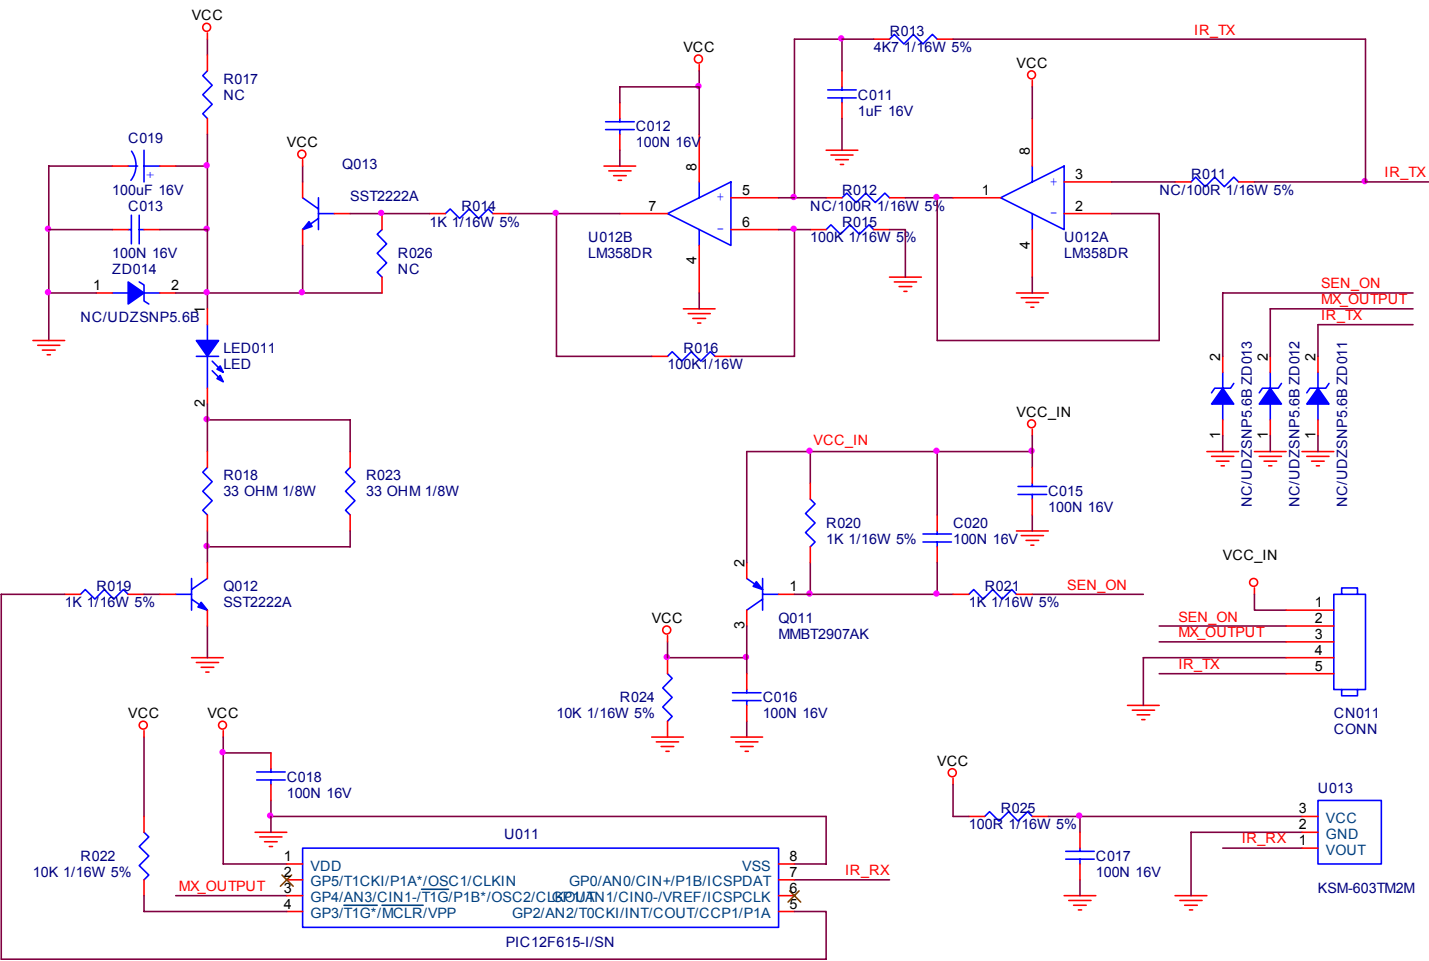 VCC
R017
NC
C019
100uF 16V
C013
100N 16V
ZD014
1
2
NC/UDZSNP5.6B
VCC
Q013
SST2222A
R014
1K 1/16W 5%
R026
NC
1
LED011
LED
2
R018
33 OHM 1/8W
R023
33 OHM 1/8W
R019
1K 1/16W 5%
Q012
SST2222A
VCC
C012
100N 16V
8
5
6
7
4
U012B
LM358DR
R016
100K1/16W
R013
4K7 1/16W 5%
IR_TX
C011
1uF 16V
R012
NC/100R 1/16W 5%
R015
100K 1/16W 5%
VCC
8
3
2
1
4
U012A
LM358DR
R011
NC/100R 1/16W 5%
IR_TX
SEN_ON
MX_OUTPUT
IR_TX
2
1
NC/UDZSNP5.6B ZD013
2
1
NC/UDZSNP5.6B ZD012
2
1
NC/UDZSNP5.6B ZD011
VCC_IN
VCC_IN
R020
1K 1/16W 5%
C020
100N 16V
C015
100N 16V
2
1
3
Q011
MMBT2907AK
R021
1K 1/16W 5%
SEN_ON
VCC
R024
10K 1/16W 5%
C016
100N 16V
VCC_IN
SEN_ON
MX_OUTPUT
IR_TX
1
2
3
4
5
CN011
CONN
VCC
VCC
C018
100N 16V
R022
10K 1/16W 5%
MX_OUTPUT
U011
1
2
3
4
VDD
GP5/T1CKI/P1A*/OSC1/CLKIN
GP4/AN3/CIN1-/T1G/P1B*/OSC2/CLKOUT
GP3/T1G*/MCLR/VPP
VSS
GP0/AN0/CIN+/P1B/ICSPDAT
GP1/AN1/CIN0-/VREF/ICSPCLK
GP2/AN2/T0CKI/INT/COUT/CCP1/P1A
8
7
6
5
IR_RX
PIC12F615-I/SN
VCC
R025
100R 1/16W 5%
C017
100N 16V
IR_RX
U013
3
2
1
VCC
GND
VOUT
KSM-603TM2M